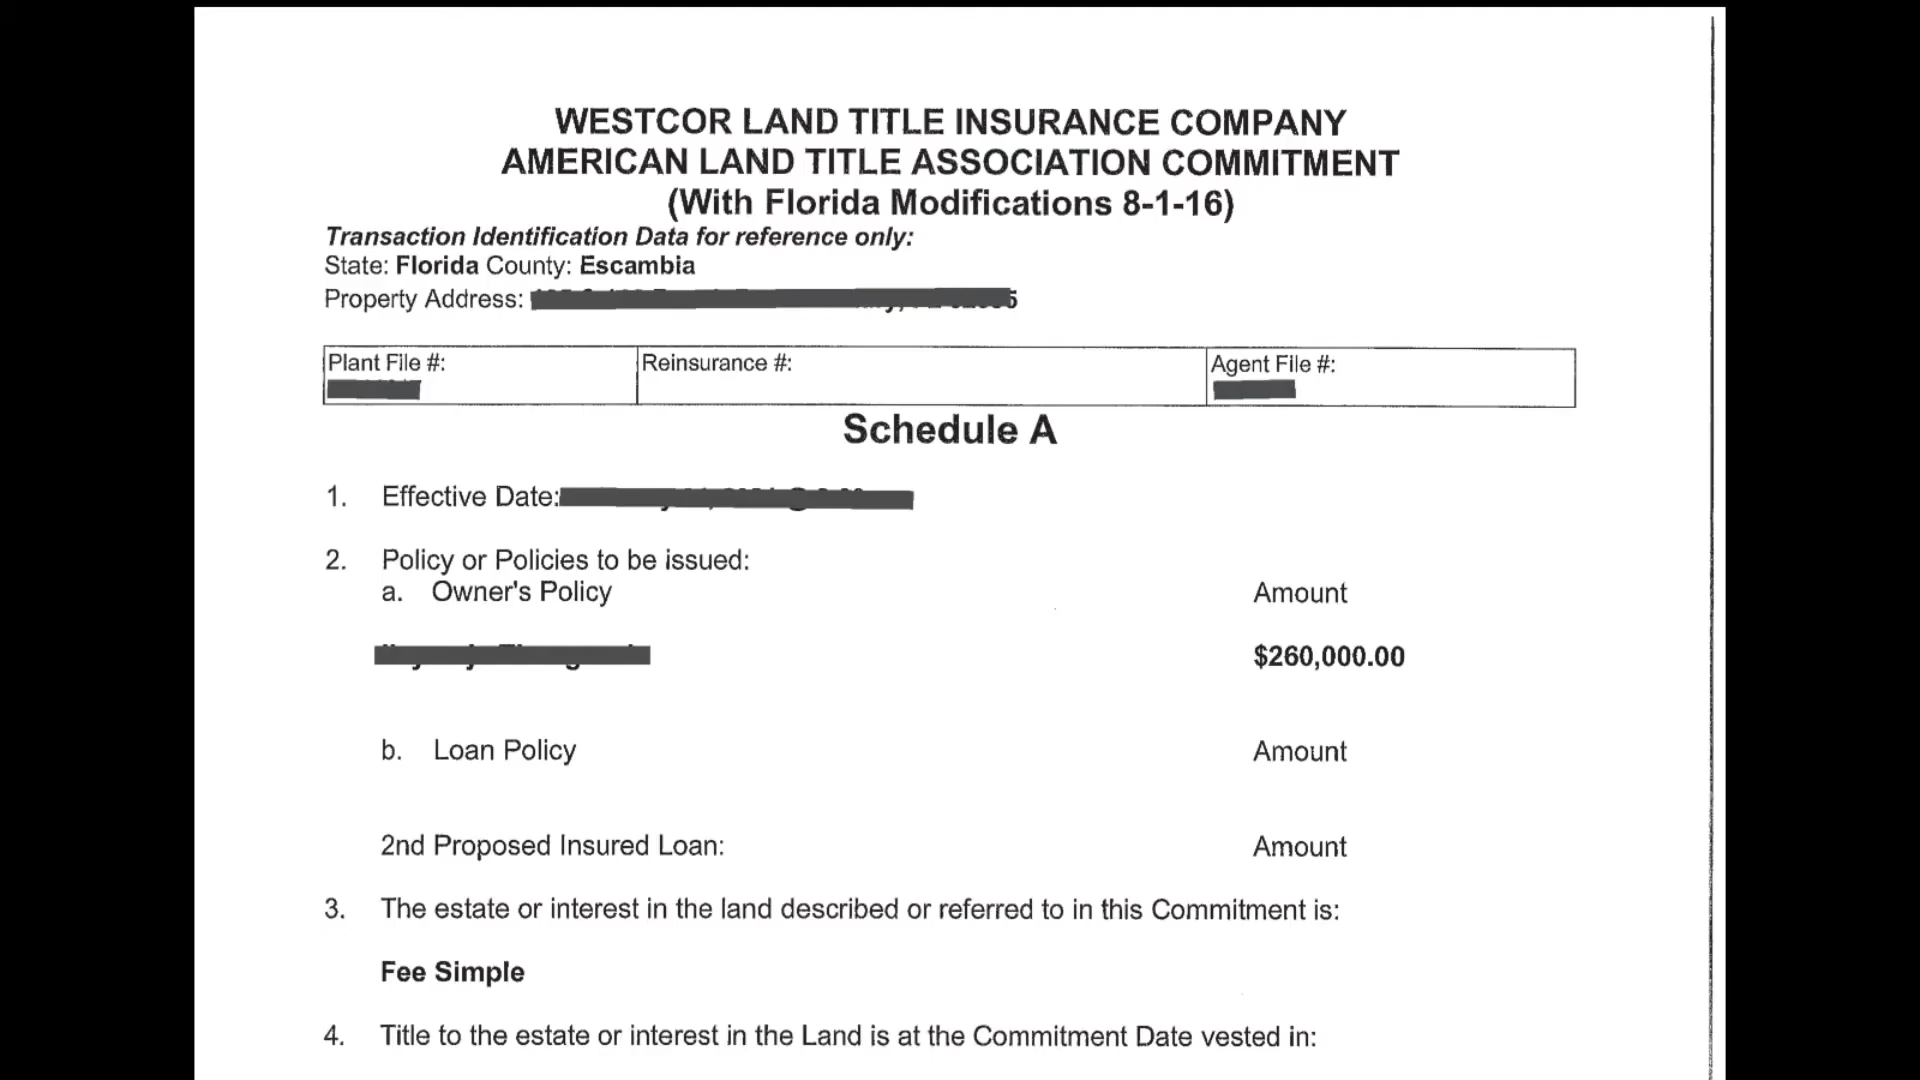 WESTCOR LAND TITLE INSURANCE COMPANY
AMERICAN LAND TITLE ASSOCIATION COMMITMENT
(With Florida Modifications 8-1-16)
Transaction Identification Data for reference only:
State: Florida County: Escambia
Property Address:
Plant File #: Reinsurance #: Agent File #:
Schedule A
1. Effective Date:
2. Policy or Policies to be issued:
a. Owner's Policy Amount
$260,000.00
b. Loan Policy Amount
2nd Proposed Insured Loan: Amount
3. The estate or interest in the land described or referred to in this Commitment is:
Fee Simple
4. Title to the estate or interest in the Land is at the Commitment Date vested in: